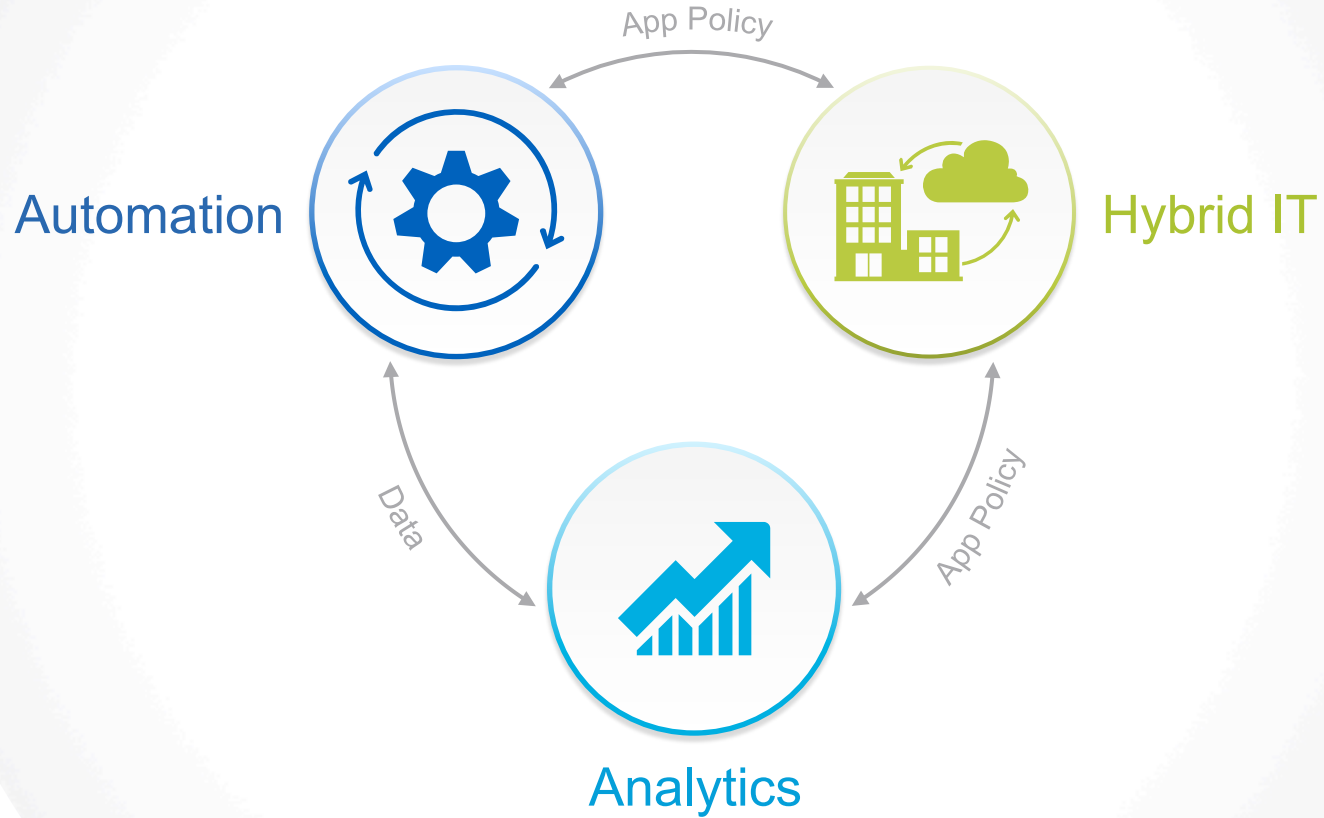 App Policy
Automation
Hybrid IT
Data
App Policy
Analytics